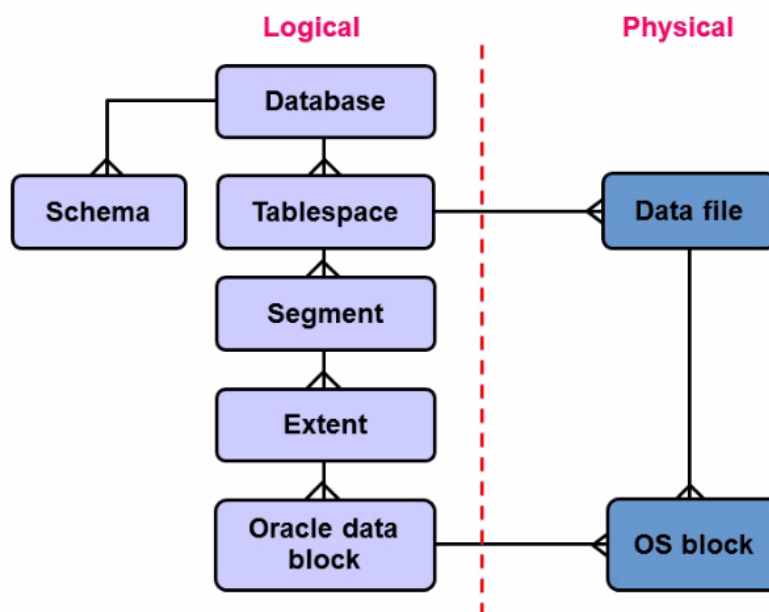 Logical
Physical
Database
Schema
Tablespace
Data file
Segment
Extent
Oracle data
block
OS block